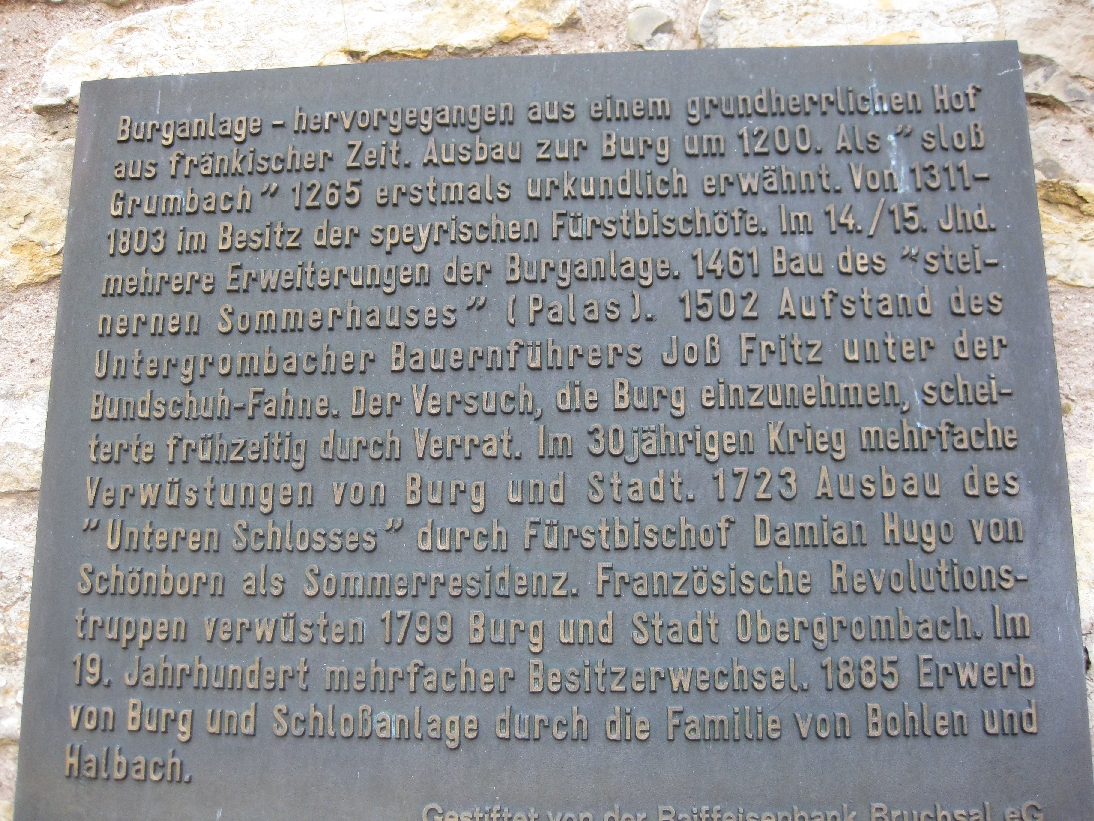 Burganlage - hervorgegangen aus einem grundherrlichen Hof
aus fränkischer Zeit. Ausbau zur Burg um 1200. Als "sloß
Grumbach" 1265 erstmals urkundlich erwähnt. Von 1311-
1803 im Besitz der speyrischen Fürstbischöfe. Im 14./15. Jhd.
mehrere Erweiterungen der Burganlage. 1461 Bau des "stei-
nernen Sommerhauses" (Palas). 1502 Aufstand des
Untergrombacher Bauernführers Joß Fritz unter der
Bundschuh-Fahne. Der Versuch, die Burg einzunehmen, schei-
terte frühzeitig durch Verrat. Im 30jährigen Krieg mehrfache
Verwüstungen von Burg und Stadt. 1723 Ausbau des
"Unteren Schlosses" durch Fürstbischof Damian Hugo von
Schönborn als Sommerresidenz. Französische Revolutions-
truppen verwüsten 1799 Burg und Stadt Obergrombach. Im
19. Jahrhundert mehrfacher Besitzerwechsel. 1885 Erwerb
von Burg und Schloßanlage durch die Familie von Bohlen und
Halbach.
Gestiftet von der Raiffeisenbank Bruchsal eG